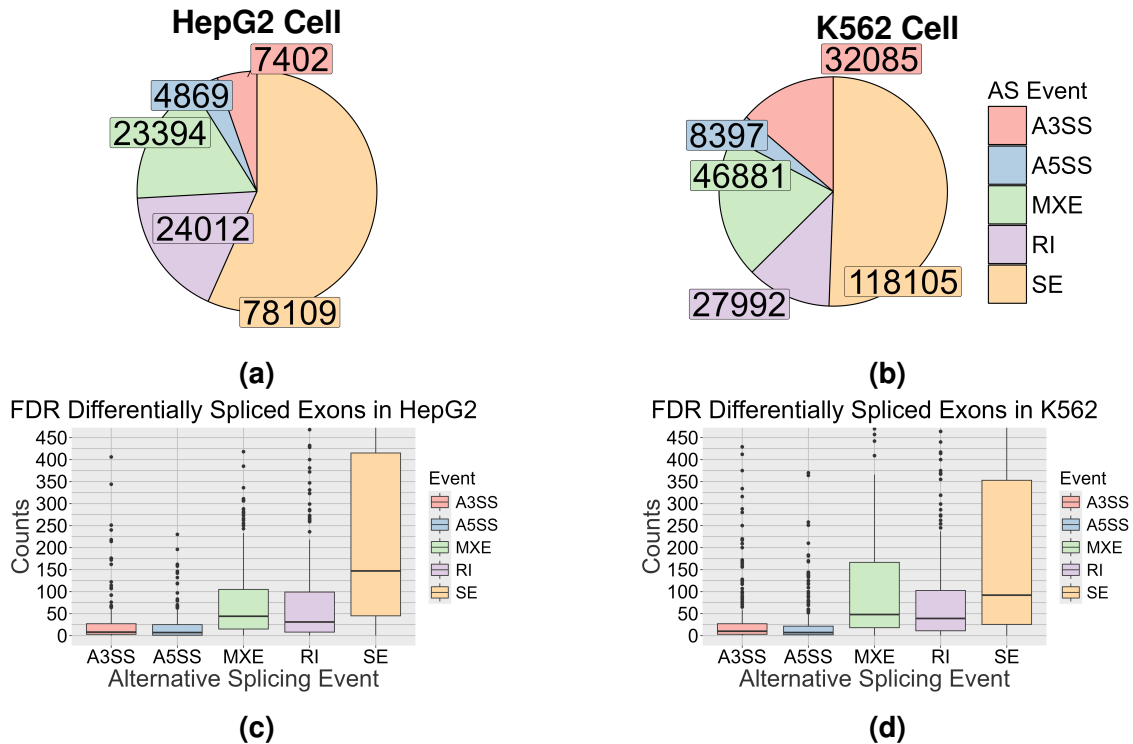 HepG2 Cell
7402
4869
23394
24012
78109
(a)
K562 Cell
32085
8397
46881
118105
27992
AS Event
A3SS
A5SS
MXE
RI
SE
(b)
FDR Differentially Spliced Exons in HepG2
Counts
450
400
350
300
250
200
150
100
50
0
A3SS A5SS MXE RI SE
Alternative Splicing Event
Event
A3SS
A5SS
MXE
RI
SE
(c)
FDR Differentially Spliced Exons in K562
Counts
450
400
350
300
250
200
150
100
50
0
A3SS A5SS MXE RI SE
Alternative Splicing Event
Event
A3SS
A5SS
MXE
RI
SE
(d)